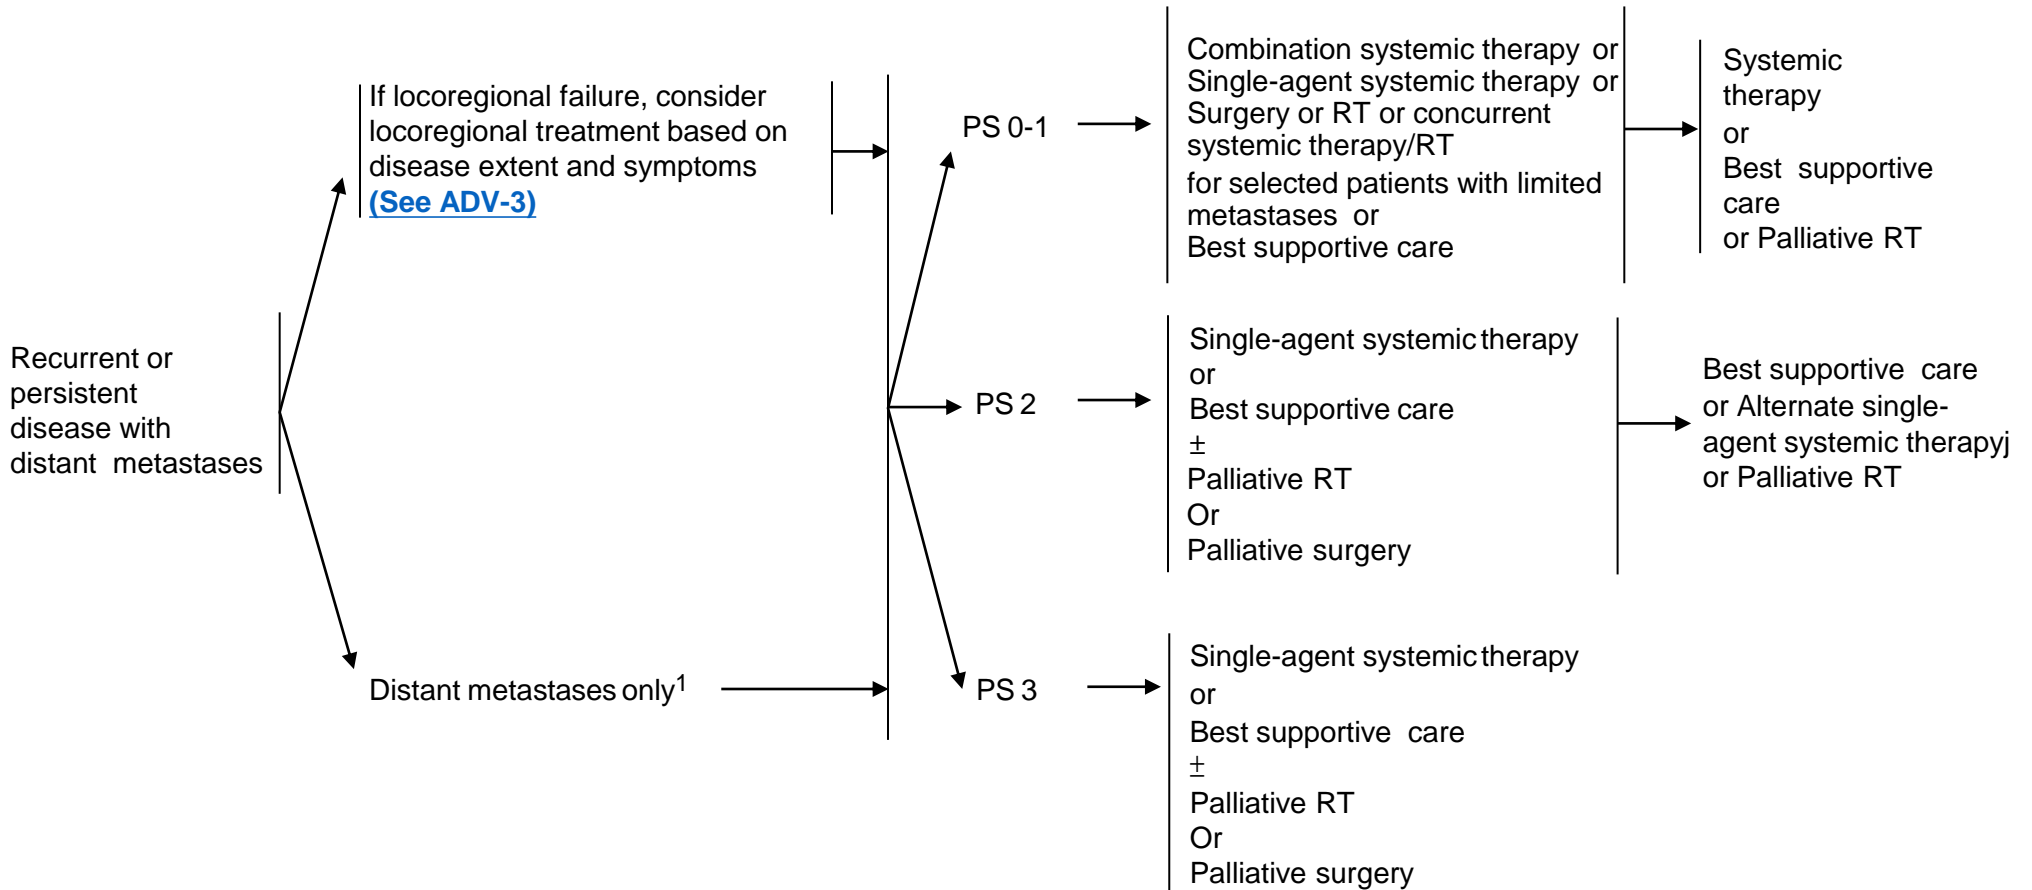 Recurrent or
persistent
disease with
distant metastases
If locoregional failure, consider
locoregional treatment based on
disease extent and symptoms
(See ADV-3)
Distant metastases only1
PS 0-1
Combination systemic therapy or
Single-agent systemic therapy or
Surgery or RT or concurrent
systemic therapy/RT
for selected patients with limited
metastases or
Best supportive care
Systemic
therapy
or
Best supportive
care
or Palliative RT
PS 2
Single-agent systemic therapy
or
Best supportive care
±
Palliative RT
Or
Palliative surgery
Best supportive care
or Alternate single-
agent systemic therapyj
or Palliative RT
PS 3
Single-agent systemic therapy
or
Best supportive care
±
Palliative RT
Or
Palliative surgery